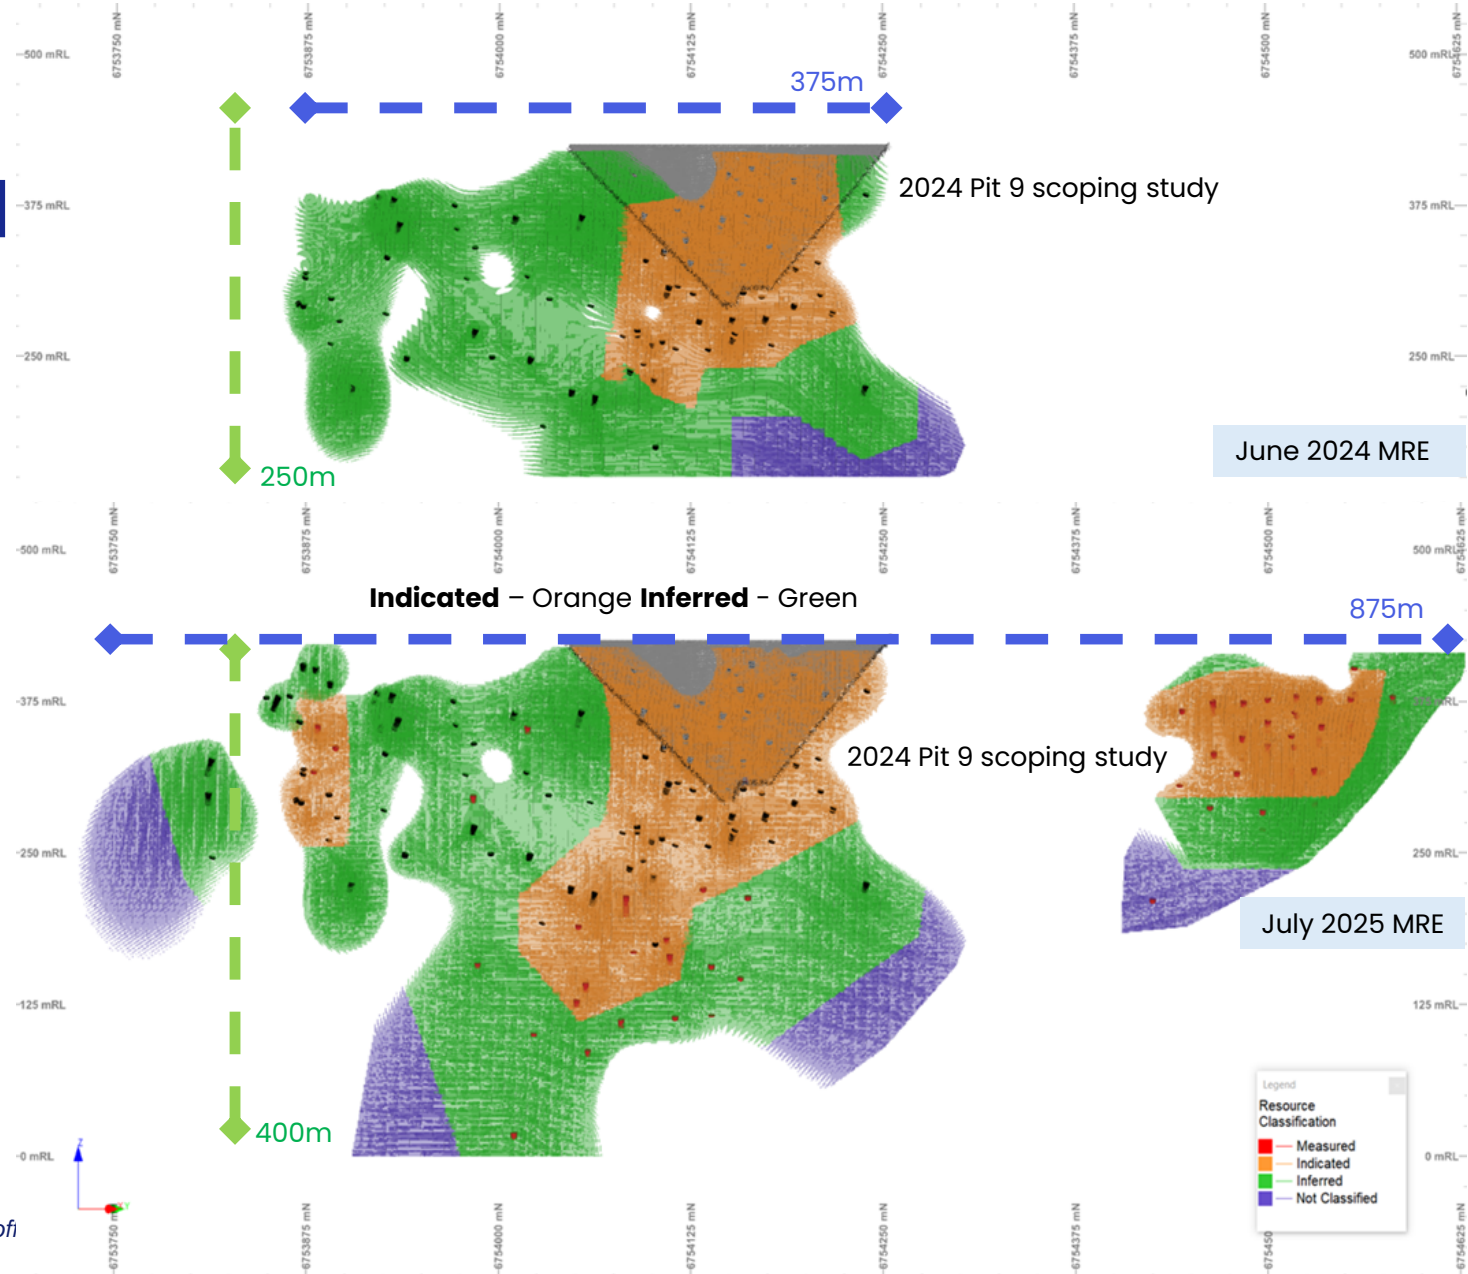 6753750 mN
6753875 mN
6754000 mN
6754125 mN
6754250 mN
6754375 mN
6754500 mN
6754625 mN
500 mRL
500 mRL
375m
2024 Pit 9 scoping study
375 mRL
375 mRL
250 mRL
250 mRL
June 2024 MRE
250m
6753750 mN
6753875 mN
6754000 mN
6754125 mN
6754250 mN
6754375 mN
6754500 mN
6754625 mN
500 mRL
500 mRL
Indicated – Orange Inferred - Green
875m
375 mRL
2024 Pit 9 scoping study
250 mRL
250 mRL
July 2025 MRE
125 mRL
125 mRL
Legend
Resource
Classification
Measured
Indicated
Inferred
Not Classified
400m
Z
Y
0 mRL
0 mRL
6753750 m
6753875 mN
6754000 mN
6754125 mN
6754250 mN
6754375 mN
675450
6754625 mN